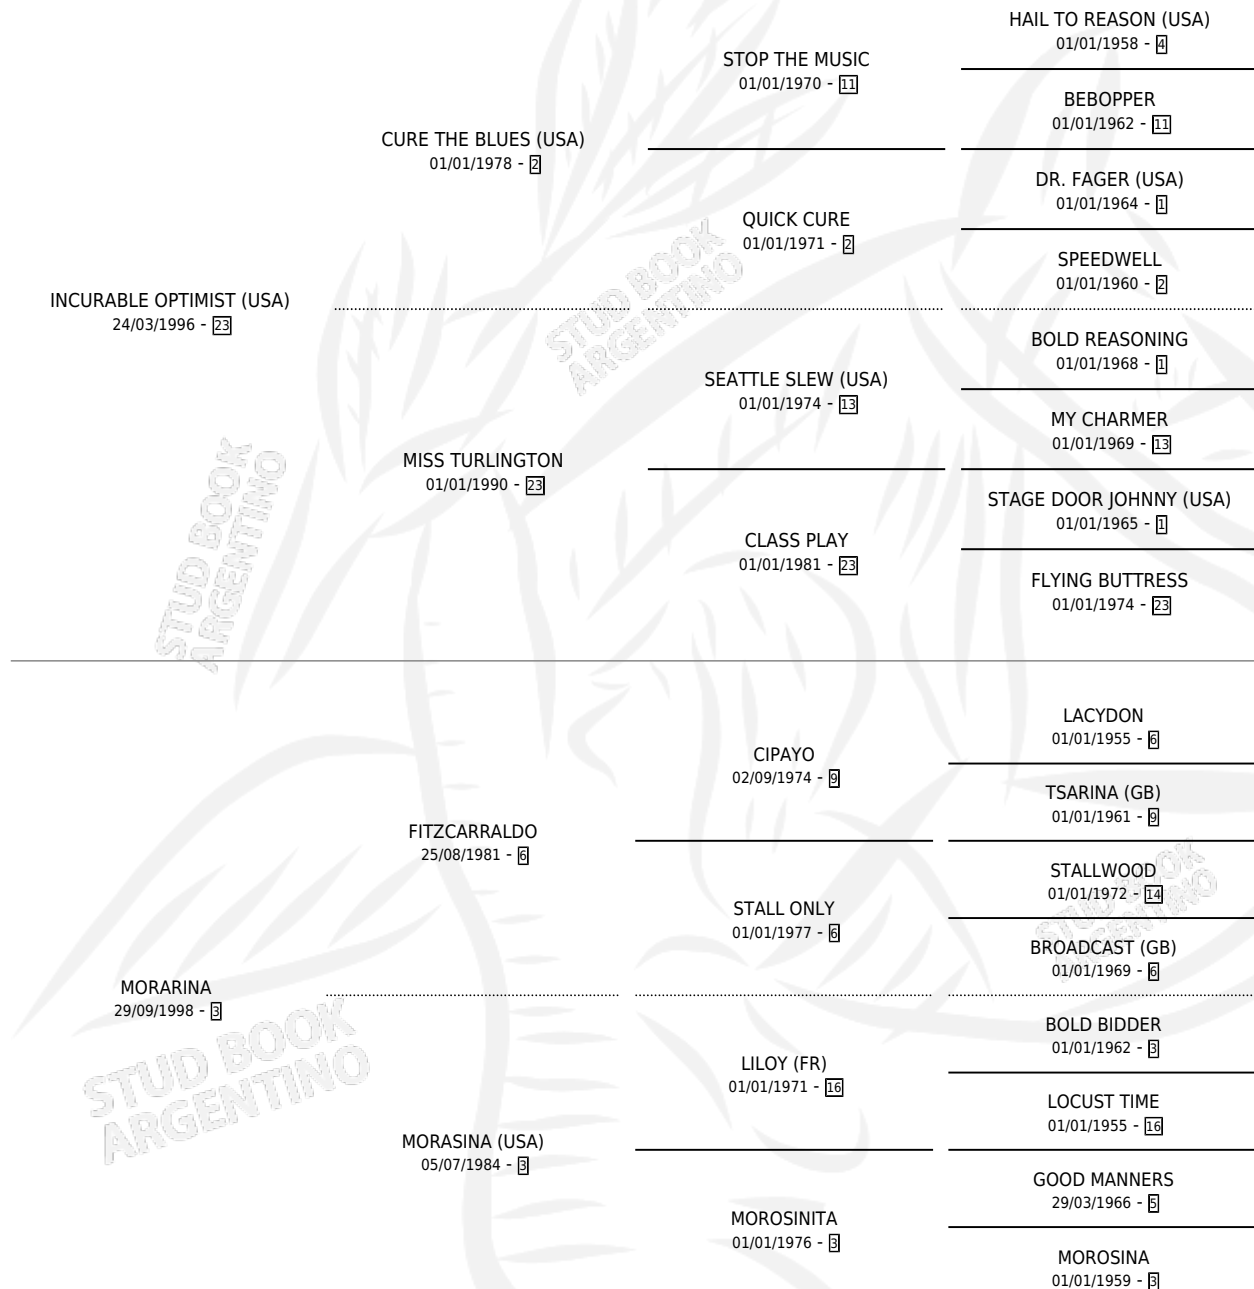 HAIL TO REASON (USA)
01/01/1958 - 4
STOP THE MUSIC
01/01/1970 - 11
BEBOPPER
01/01/1962 - 11
CURE THE BLUES (USA)
01/01/1978 - 2
DR. FAGER (USA)
01/01/1964 - 1
QUICK CURE
01/01/1971 - 2
SPEEDWELL
01/01/1960 - 2
INCURABLE OPTIMIST (USA)
24/03/1996 - 23
BOLD REASONING
01/01/1968 - 1
SEATTLE SLEW (USA)
01/01/1974 - 13
MY CHARMER
01/01/1969 - 13
MISS TURLINGTON
01/01/1990 - 23
STAGE DOOR JOHNNY (USA)
01/01/1965 - 1
CLASS PLAY
01/01/1981 - 23
FLYING BUTTRESS
01/01/1974 - 23
LACYDON
01/01/1955 - 6
CIPAYO
02/09/1974 - 9
TSARINA (GB)
01/01/1961 - 9
FITZCARRALDO
25/08/1981 - 6
STALLWOOD
01/01/1972 - 14
STALL ONLY
01/01/1977 - 6
BROADCAST (GB)
01/01/1969 - 6
MORARINA
29/09/1998 - 3
BOLD BIDDER
01/01/1962 - 3
LILOY (FR)
01/01/1971 - 16
LOCUST TIME
01/01/1955 - 16
MORASINA (USA)
05/07/1984 - 3
GOOD MANNERS
29/03/1966 - 5
MOROSINITA
01/01/1976 - 3
MOROSINA
01/01/1959 - 3
STUD BOOK
ARGENTINO
STUD BOOK
ARGENTINO
STUD BOOK
ARGENTINO
STUD BOOK
ARGENTINO